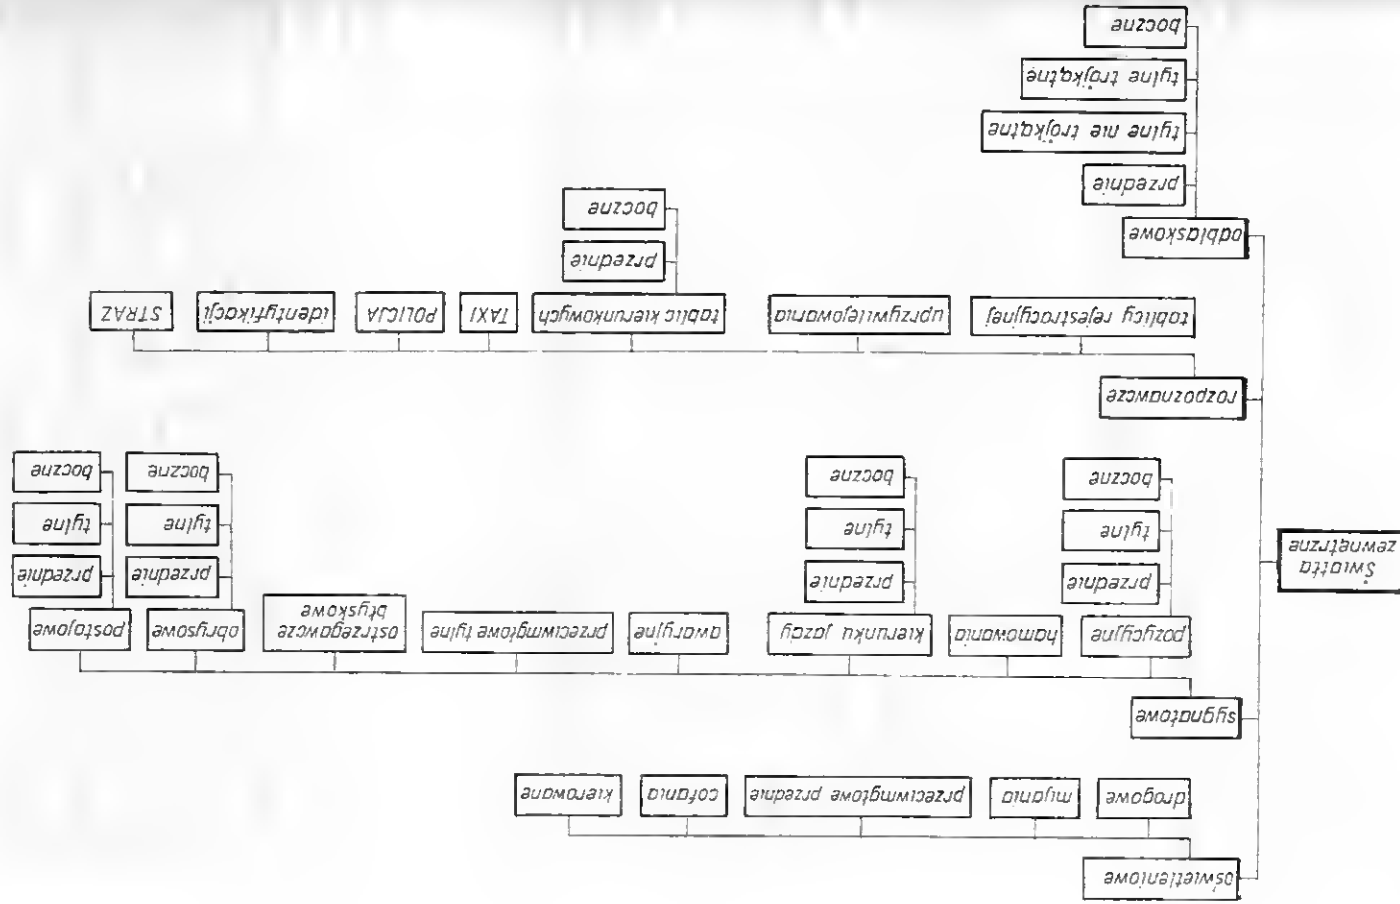 Światła
zewnętrzne
oświetleniowe
drogowe
mijania
przeciwmgłowe przednie
cofania
kierowane
sygnałowe
pozycyjne
przednie
tylne
boczne
hamowania
kierunku jazdy
przednie
tylne
boczne
awaryjne
przeciwmgłowe tylne
ostrzegawcze
błyskowe
obrysowe
przednie
tylne
boczne
postojowe
przednie
tylne
boczne
rozpoznawcze
tablicy rejestracyjnej
uprzywilejowania
tablic kierunkowych
przednie
boczne
TAXI
POLICJA
identyfikacji
STRAŻ
odblaskowe
przednie
tylne nie trójkątne
tylne trójkątne
boczne